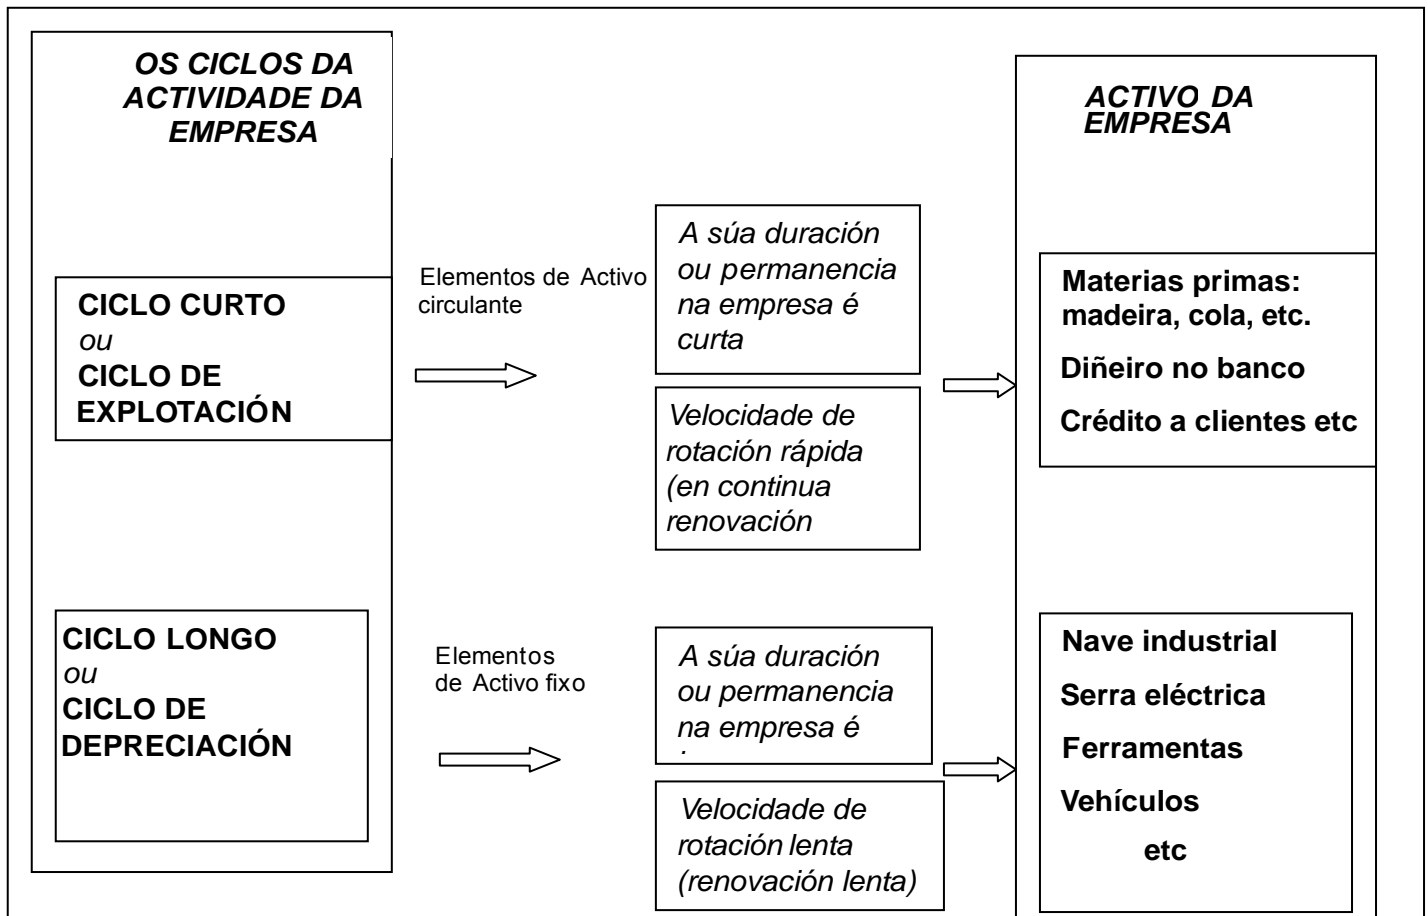 OS CICLOS DA
ACTIVIDADE DA
EMPRESA
ACTIVO DA
EMPRESA
CICLO CURTO
ou
CICLO DE
EXPLOTACIÓN
Elementos de Activo
circulante
A súa duración
ou permanencia
na empresa é
curta
Velocidade de
rotación rápida
(en continua
renovación
Materias primas:
madeira, cola, etc.
Diñeiro no banco
Crédito a clientes etc
CICLO LONGO
ou
CICLO DE
DEPRECIACIÓN
Elementos
de Activo fixo
A súa duración
ou permanencia
na empresa é
Velocidade de
rotación lenta
(renovación lenta)
Nave industrial
Serra eléctrica
Ferramentas
Vehículos
etc